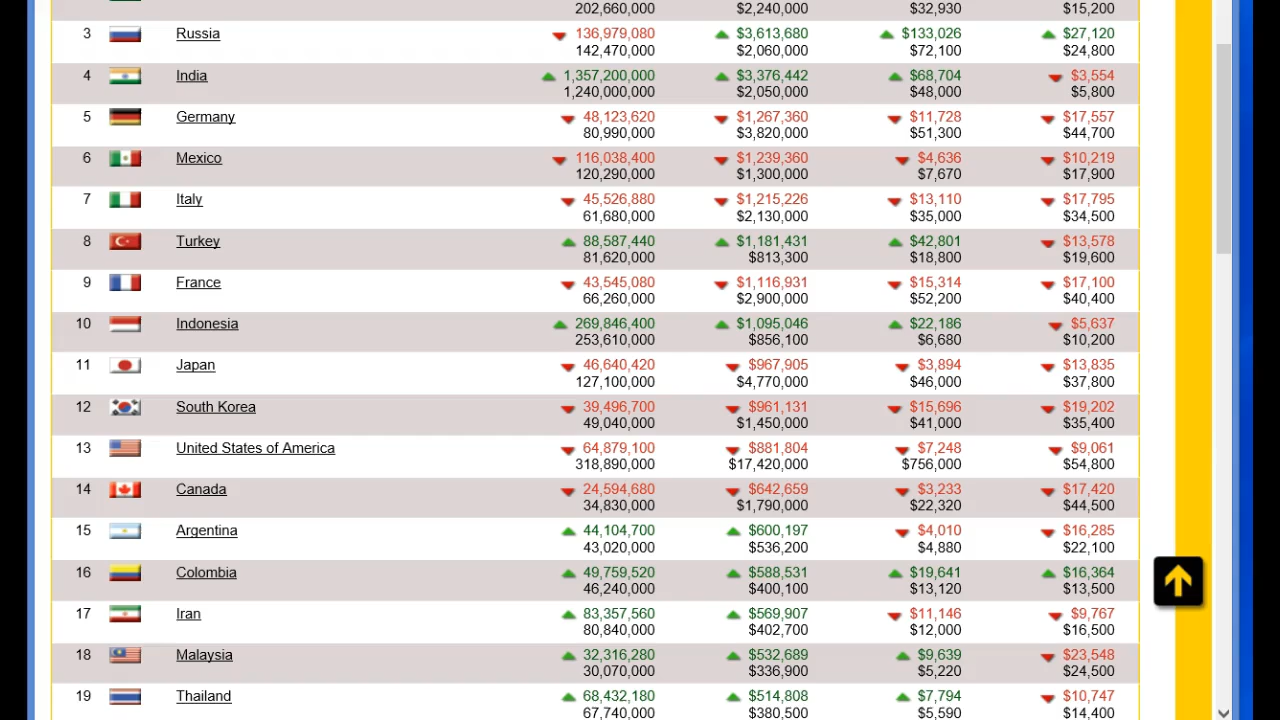 202,660,000 $2,240,000 $32,930 $15,200
3 Russia 136,979,080 $3,613,680 $133,026 $27,120
142,470,000 $2,060,000 $72,100 $24,800
4 India 1,357,200,000 $3,376,442 $68,704 $3,554
1,240,000,000 $2,050,000 $48,000 $5,800
5 Germany 48,123,620 $1,267,360 $11,728 $17,557
80,990,000 $3,820,000 $51,300 $44,700
6 Mexico 116,038,400 $1,239,360 $4,636 $10,219
120,290,000 $1,300,000 $7,670 $17,900
7 Italy 45,526,880 $1,215,226 $13,110 $17,795
61,680,000 $2,130,000 $35,000 $34,500
8 Turkey 88,587,440 $1,181,431 $42,801 $13,578
81,620,000 $813,300 $18,800 $19,600
9 France 43,545,080 $1,116,931 $15,314 $17,100
66,260,000 $2,900,000 $52,200 $40,400
10 Indonesia 269,846,400 $1,095,046 $22,186 $5,637
253,610,000 $856,100 $6,680 $10,200
11 Japan 46,640,420 $967,905 $3,894 $13,835
127,100,000 $4,770,000 $46,000 $37,800
12 South Korea 39,496,700 $961,131 $15,696 $19,202
49,040,000 $1,450,000 $41,000 $35,400
13 United States of America 64,879,100 $881,804 $7,248 $9,061
318,890,000 $17,420,000 $756,000 $54,800
14 Canada 24,594,680 $642,659 $3,233 $17,420
34,830,000 $1,790,000 $22,320 $44,500
15 Argentina 44,104,700 $600,197 $4,010 $16,285
43,020,000 $536,200 $4,880 $22,100
16 Colombia 49,759,520 $588,531 $19,641 $16,364
46,240,000 $400,100 $13,120 $13,500
17 Iran 83,357,560 $569,907 $11,146 $9,767
80,840,000 $402,700 $12,000 $16,500
18 Malaysia 32,316,280 $532,689 $9,639 $23,548
30,070,000 $336,900 $5,220 $24,500
19 Thailand 68,432,180 $514,808 $7,794 $10,747
67,740,000 $380,500 $5,590 $14,400